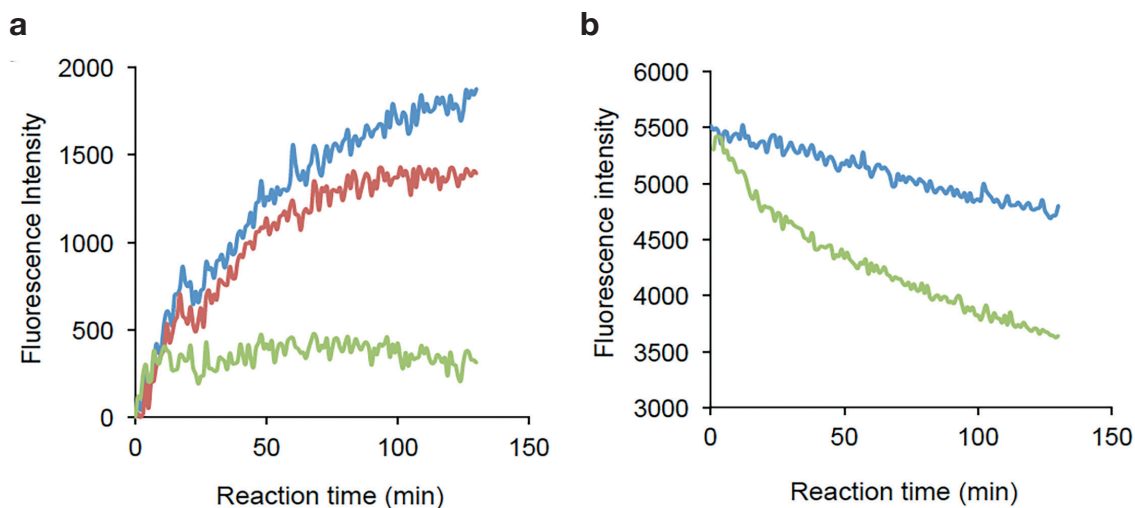 a
Fluorescence Intensity
2000
1500
1000
500
0
0 50 100 150
Reaction time (min)
b
Fluorescence intensity
6000
5500
5000
4500
4000
3500
3000
0 50 100 150
Reaction time (min)